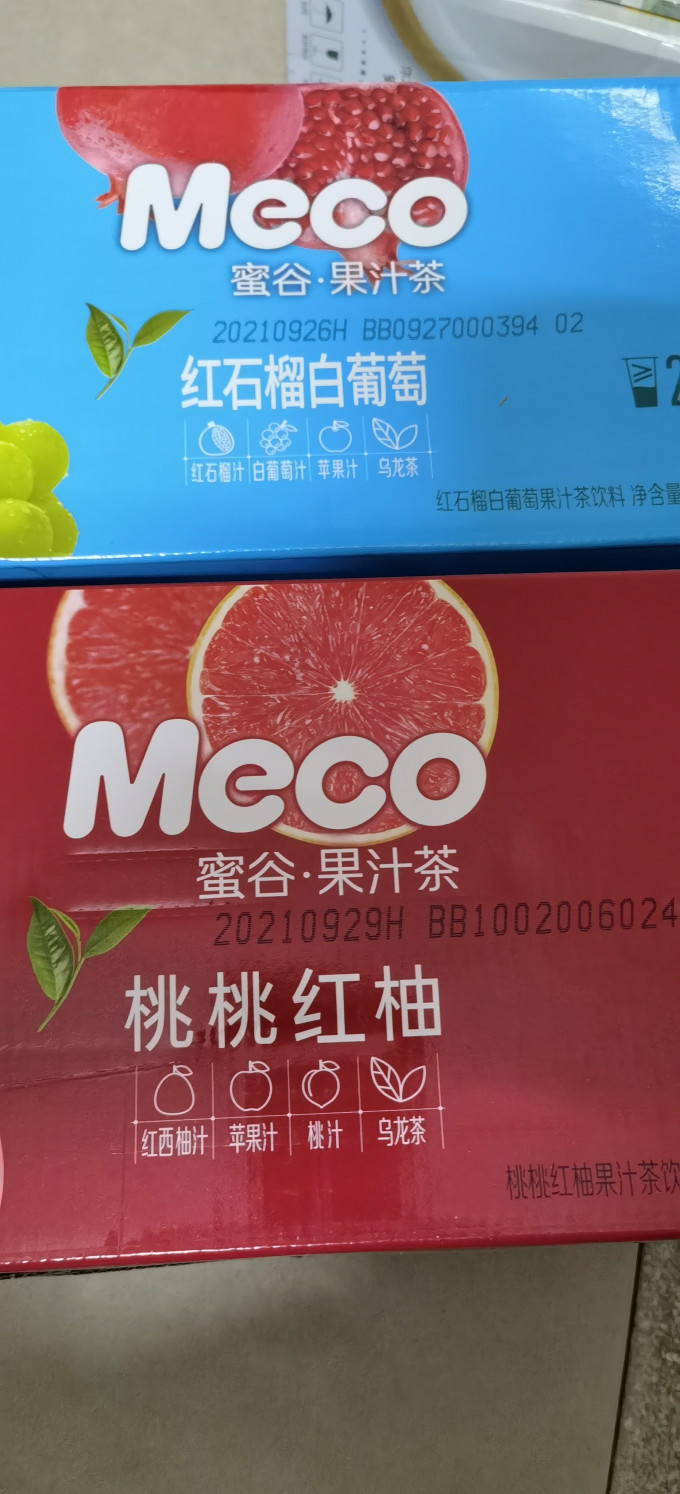 Meco
蜜谷·果汁茶
20210926H BB0927000394 02
红石榴白葡萄
红石榴汁 白葡萄汁 苹果汁 乌龙茶
红石榴白葡萄果汁茶饮料 净含量
Meco
蜜谷·果汁茶
20210929H BB1002006024
桃桃红柚
红西柚汁 苹果汁 桃汁 乌龙茶
桃桃红柚果汁茶饮